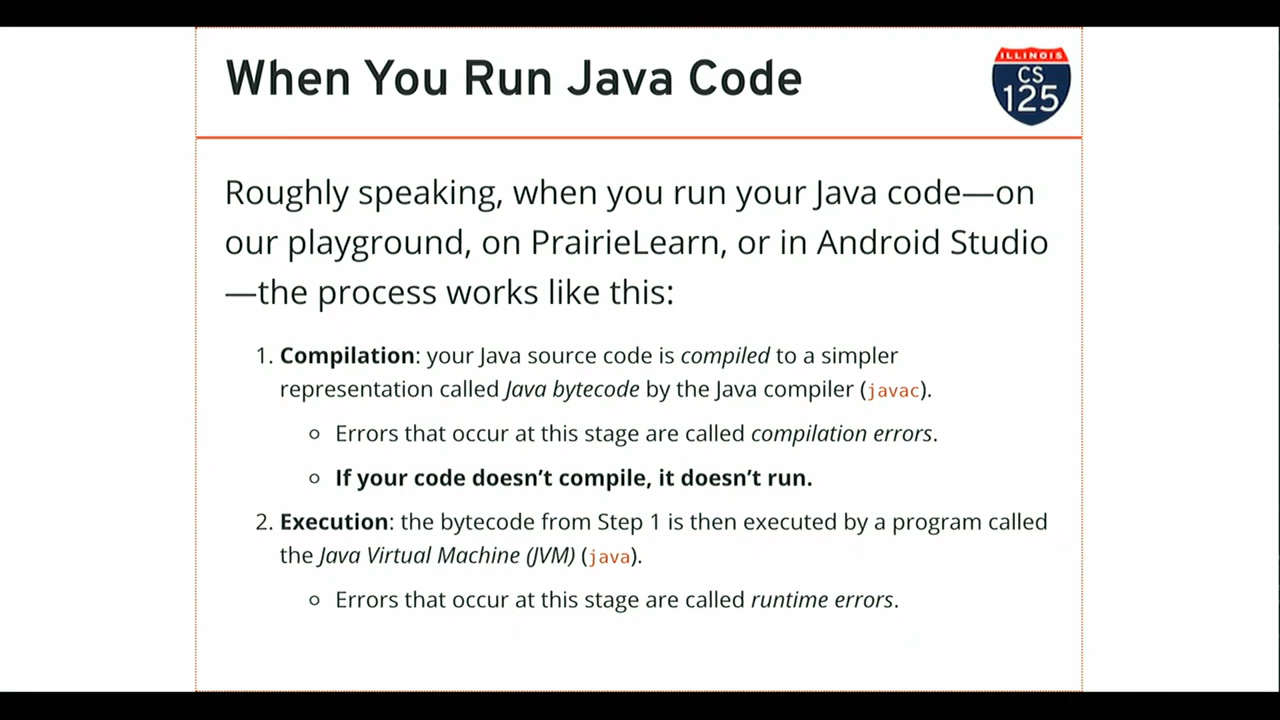 When You Run Java Code
ILLINOIS
CS
125
Roughly speaking, when you run your Java code—on
our playground, on PrairieLearn, or in Android Studio
—the process works like this:
1. Compilation: your Java source code is compiled to a simpler
representation called Java bytecode by the Java compiler (javac).
Errors that occur at this stage are called compilation errors.
If your code doesn’t compile, it doesn’t run.
2. Execution: the bytecode from Step 1 is then executed by a program called
the Java Virtual Machine (JVM) (java).
Errors that occur at this stage are called runtime errors.